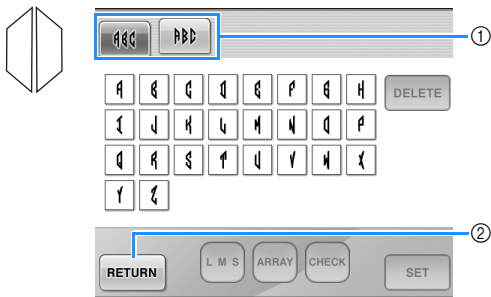 ABC ABC ①
A B C D E F G H DELETE
I J K L M N O P
Q R S T U V W X
Y Z
②
RETURN L M S ARRAY CHECK SET